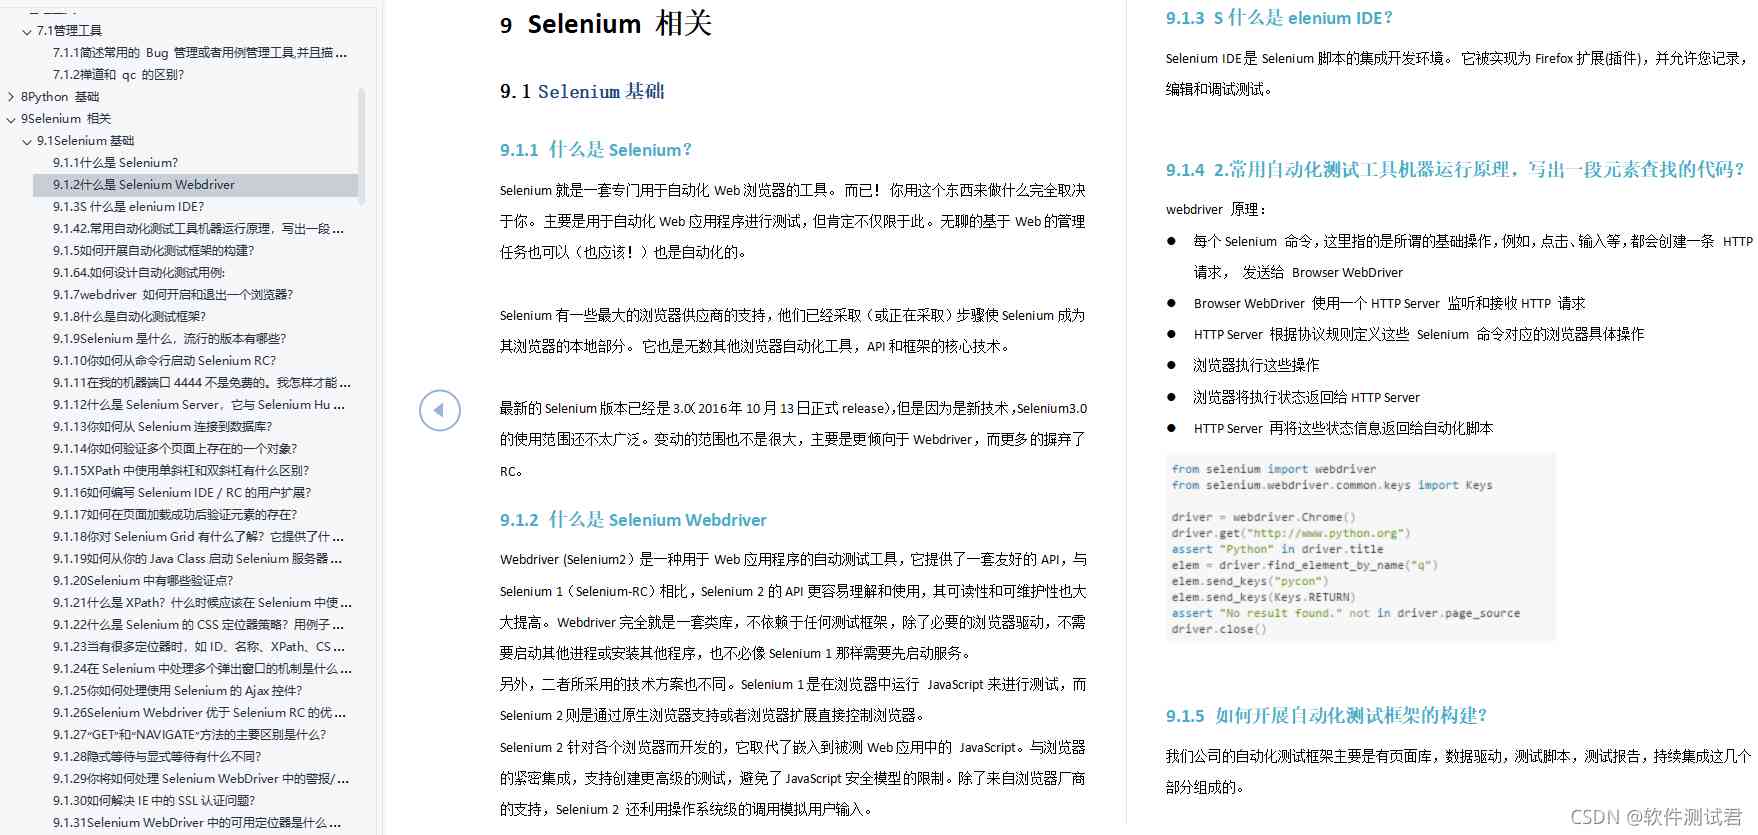 7.1管理工具
7.1.1简述常用的 Bug 管理或者用例管理工具,并且描 ...
7.1.2禅道和 qc 的区别?
8Python 基础
9Selenium 相关
9.1Selenium 基础
9.1.1什么是 Selenium?
9.1.2什么是 Selenium Webdriver
9.1.3S 什么是 elenium IDE?
9.1.42.常用自动化测试工具机器运行原理，写出一段 ...
9.1.5如何开展自动化测试框架的构建?
9.1.64.如何设计自动化测试用例:
9.1.7webdriver 如何开启和退出一个浏览器?
9.1.8什么是自动化测试框架?
9.1.9Selenium 是什么，流行的版本有哪些?
9.1.10你如何从命令行启动 Selenium RC?
9.1.11在我的机器端口 4444 不是免费的。我怎样才能 ...
9.1.12什么是 Selenium Server，它与 Selenium Hu ...
9.1.13你如何从 Selenium 连接到数据库?
9.1.14你如何验证多个页面上存在的一个对象?
9.1.15XPath 中使用单斜杠和双斜杠有什么区别?
9.1.16如何编写 Selenium IDE / RC 的用户扩展?
9.1.17如何在页面加载成功后验证元素的存在?
9.1.18你对 Selenium Grid 有什么了解？它提供了什 ...
9.1.19如何从你的 Java Class 启动 Selenium 服务器 ...
9.1.20Selenium 中有哪些验证点?
9.1.21什么是 XPath？什么时候应该在 Selenium 中使 ...
9.1.22什么是 Selenium 的 CSS 定位器策略？用例子 ...
9.1.23当有很多定位器时，如 ID、名称、XPath、CS ...
9.1.24在 Selenium 中处理多个弹出窗口的机制是什么 ...
9.1.25你如何处理使用 Selenium 的 Ajax 控件?
9.1.26Selenium Webdriver 优于 Selenium RC 的优 ...
9.1.27“GET”和“NAVIGATE”方法的主要区别是什么?
9.1.28隐式等待与显式等待有什么不同?
9.1.29你将如何处理 Selenium WebDriver 中的警报/ ...
9.1.30如何解决 IE 中的 SSL 认证问题?
9.1.31Selenium WebDriver 中的可用定位器是什么 ...
9 Selenium 相关
9.1 Selenium 基础
9.1.1 什么是 Selenium？
Selenium 就是一套专门用于自动化 Web 浏览器的工具。 而已！ 你用这个东西来做什么完全取决
于你。 主要是用于自动化 Web 应用程序进行测试，但肯定不仅限于此。无聊的基于 Web 的管理
任务也可以（也应该！）也是自动化的。
Selenium 有一些最大的浏览器供应商的支持，他们已经采取（或正在采取）步骤使 Selenium 成为
其浏览器的本地部分。 它也是无数其他浏览器自动化工具，API 和框架的核心技术。
最新的 Selenium 版本已经是 3.0（2016 年 10 月 13 日正式 release），但是因为是新技术，Selenium3.0
的使用范围还不太广泛。变动的范围也不是很大，主要是更倾向于 Webdriver，而更多的摒弃了
RC。
9.1.2 什么是 Selenium Webdriver
Webdriver (Selenium2）是一种用于 Web 应用程序的自动测试工具，它提供了一套友好的 API，与
Selenium 1（Selenium-RC）相比，Selenium 2 的 API 更容易理解和使用，其可读性和可维护性也大
大提高。Webdriver 完全就是一套类库，不依赖于任何测试框架，除了必要的浏览器驱动，不需
要启动其他进程或安装其他程序，也不必像 Selenium 1 那样需要先启动服务。
另外，二者所采用的技术方案也不同。Selenium 1 是在浏览器中运行 JavaScript 来进行测试，而
Selenium 2 则是通过原生浏览器支持或者浏览器扩展直接控制浏览器。
Selenium 2 针对各个浏览器而开发的，它取代了嵌入到被测 Web 应用中的 JavaScript。与浏览器
的紧密集成，支持创建更高级的测试，避免了 JavaScript 安全模型的限制。除了来自浏览器厂商
的支持，Selenium 2 还利用操作系统级的调用模拟用户输入。
9.1.3 S 什么是 elenium IDE？
Selenium IDE 是 Selenium 脚本的集成开发环境。 它被实现为 Firefox 扩展(插件)，并允许您记录，
编辑和调试测试。
9.1.4 2.常用自动化测试工具机器运行原理，写出一段元素查找的代码？
webdriver 原理：
● 每个 Selenium 命令，这里指的是所谓的基础操作，例如，点击、输入等，都会创建一条 HTTP
请求， 发送给 Browser WebDriver
● Browser WebDriver 使用一个 HTTP Server 监听和接收 HTTP 请求
● HTTP Server 根据协议规则定义这些 Selenium 命令对应的浏览器具体操作
● 浏览器执行这些操作
● 浏览器将执行状态返回给 HTTP Server
● HTTP Server 再将这些状态信息返回给自动化脚本
from selenium import webdriver
from selenium.webdriver.common.keys import Keys
driver = webdriver.Chrome()
driver.get("http://www.python.org")
assert "Python" in driver.title
elem = driver.find_element_by_name("q")
elem.send_keys("pycon")
elem.send_keys(Keys.RETURN)
assert "No result found." not in driver.page_source
driver.close()
9.1.5 如何开展自动化测试框架的构建？
我们公司的自动化测试框架主要是有页面库，数据驱动，测试脚本，测试报告，持续集成这几个
部分组成的。
CSDN @软件测试君